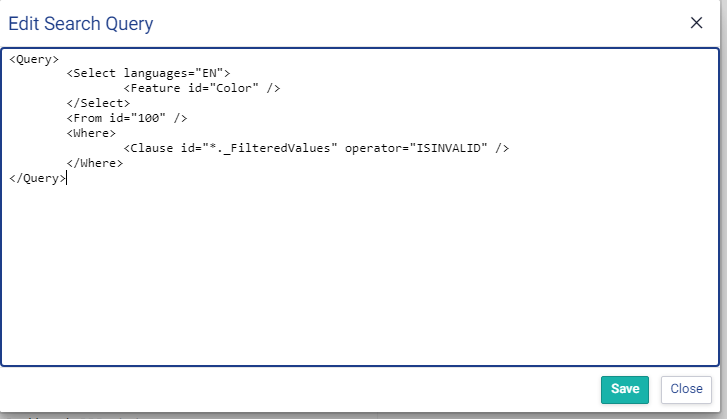 Edit Search Query
<Query>
        <Select languages="EN">
                <Feature id="Color" />
        </Select>
        <From id="100" />
        <Where>
                <Clause id="*._FilteredValues" operator="ISINVALID" />
        </Where>
</Query>
Save Close